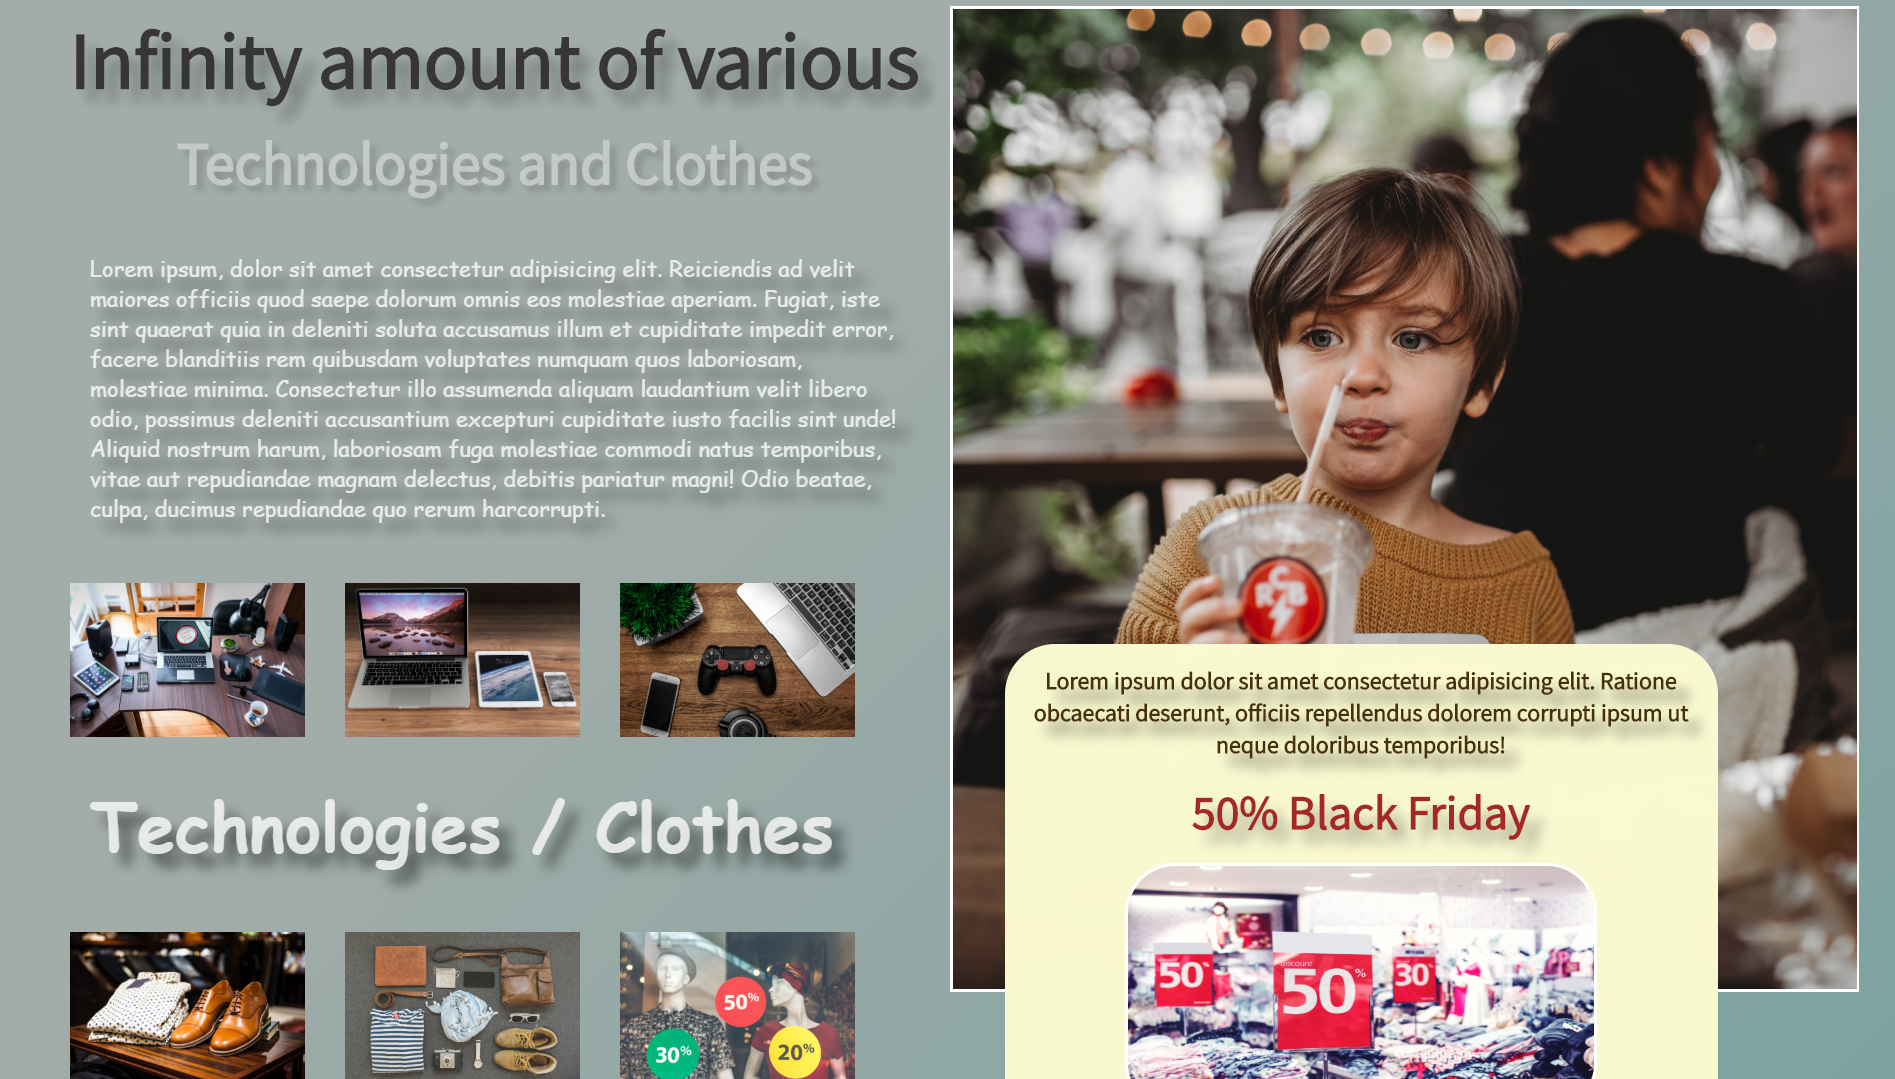 Infinity amount of various
Technologies and Clothes
Lorem ipsum, dolor sit amet consectetur adipisicing elit. Reiciendis ad velit
maiores officiis quod saepe dolorum omnis eos molestiae aperiam. Fugiat, iste
sint quaerat quia in deleniti soluta accusamus illum et cupiditate impedit error,
facere blanditiis rem quibusdam voluptates numquam quos laboriosam,
molestiae minima. Consectetur illo assumenda aliquam laudantium velit libero
odio, possimus deleniti accusantium excepturi cupiditate iusto facilis sint unde!
Aliquid nostrum harum, laboriosam fuga molestiae commodi natus temporibus,
vitae aut repudiandae magnam delectus, debitis pariatur magni! Odio beatae,
culpa, ducimus repudiandae quo rerum harcorrupti.
Technologies / Clothes
50%
30%
20%
C
R B
Lorem ipsum dolor sit amet consectetur adipisicing elit. Ratione
obcaecati deserunt, officiis repellendus dolorem corrupti ipsum ut
neque doloribus temporibus!
50% Black Friday
50%
discount
50%
30%